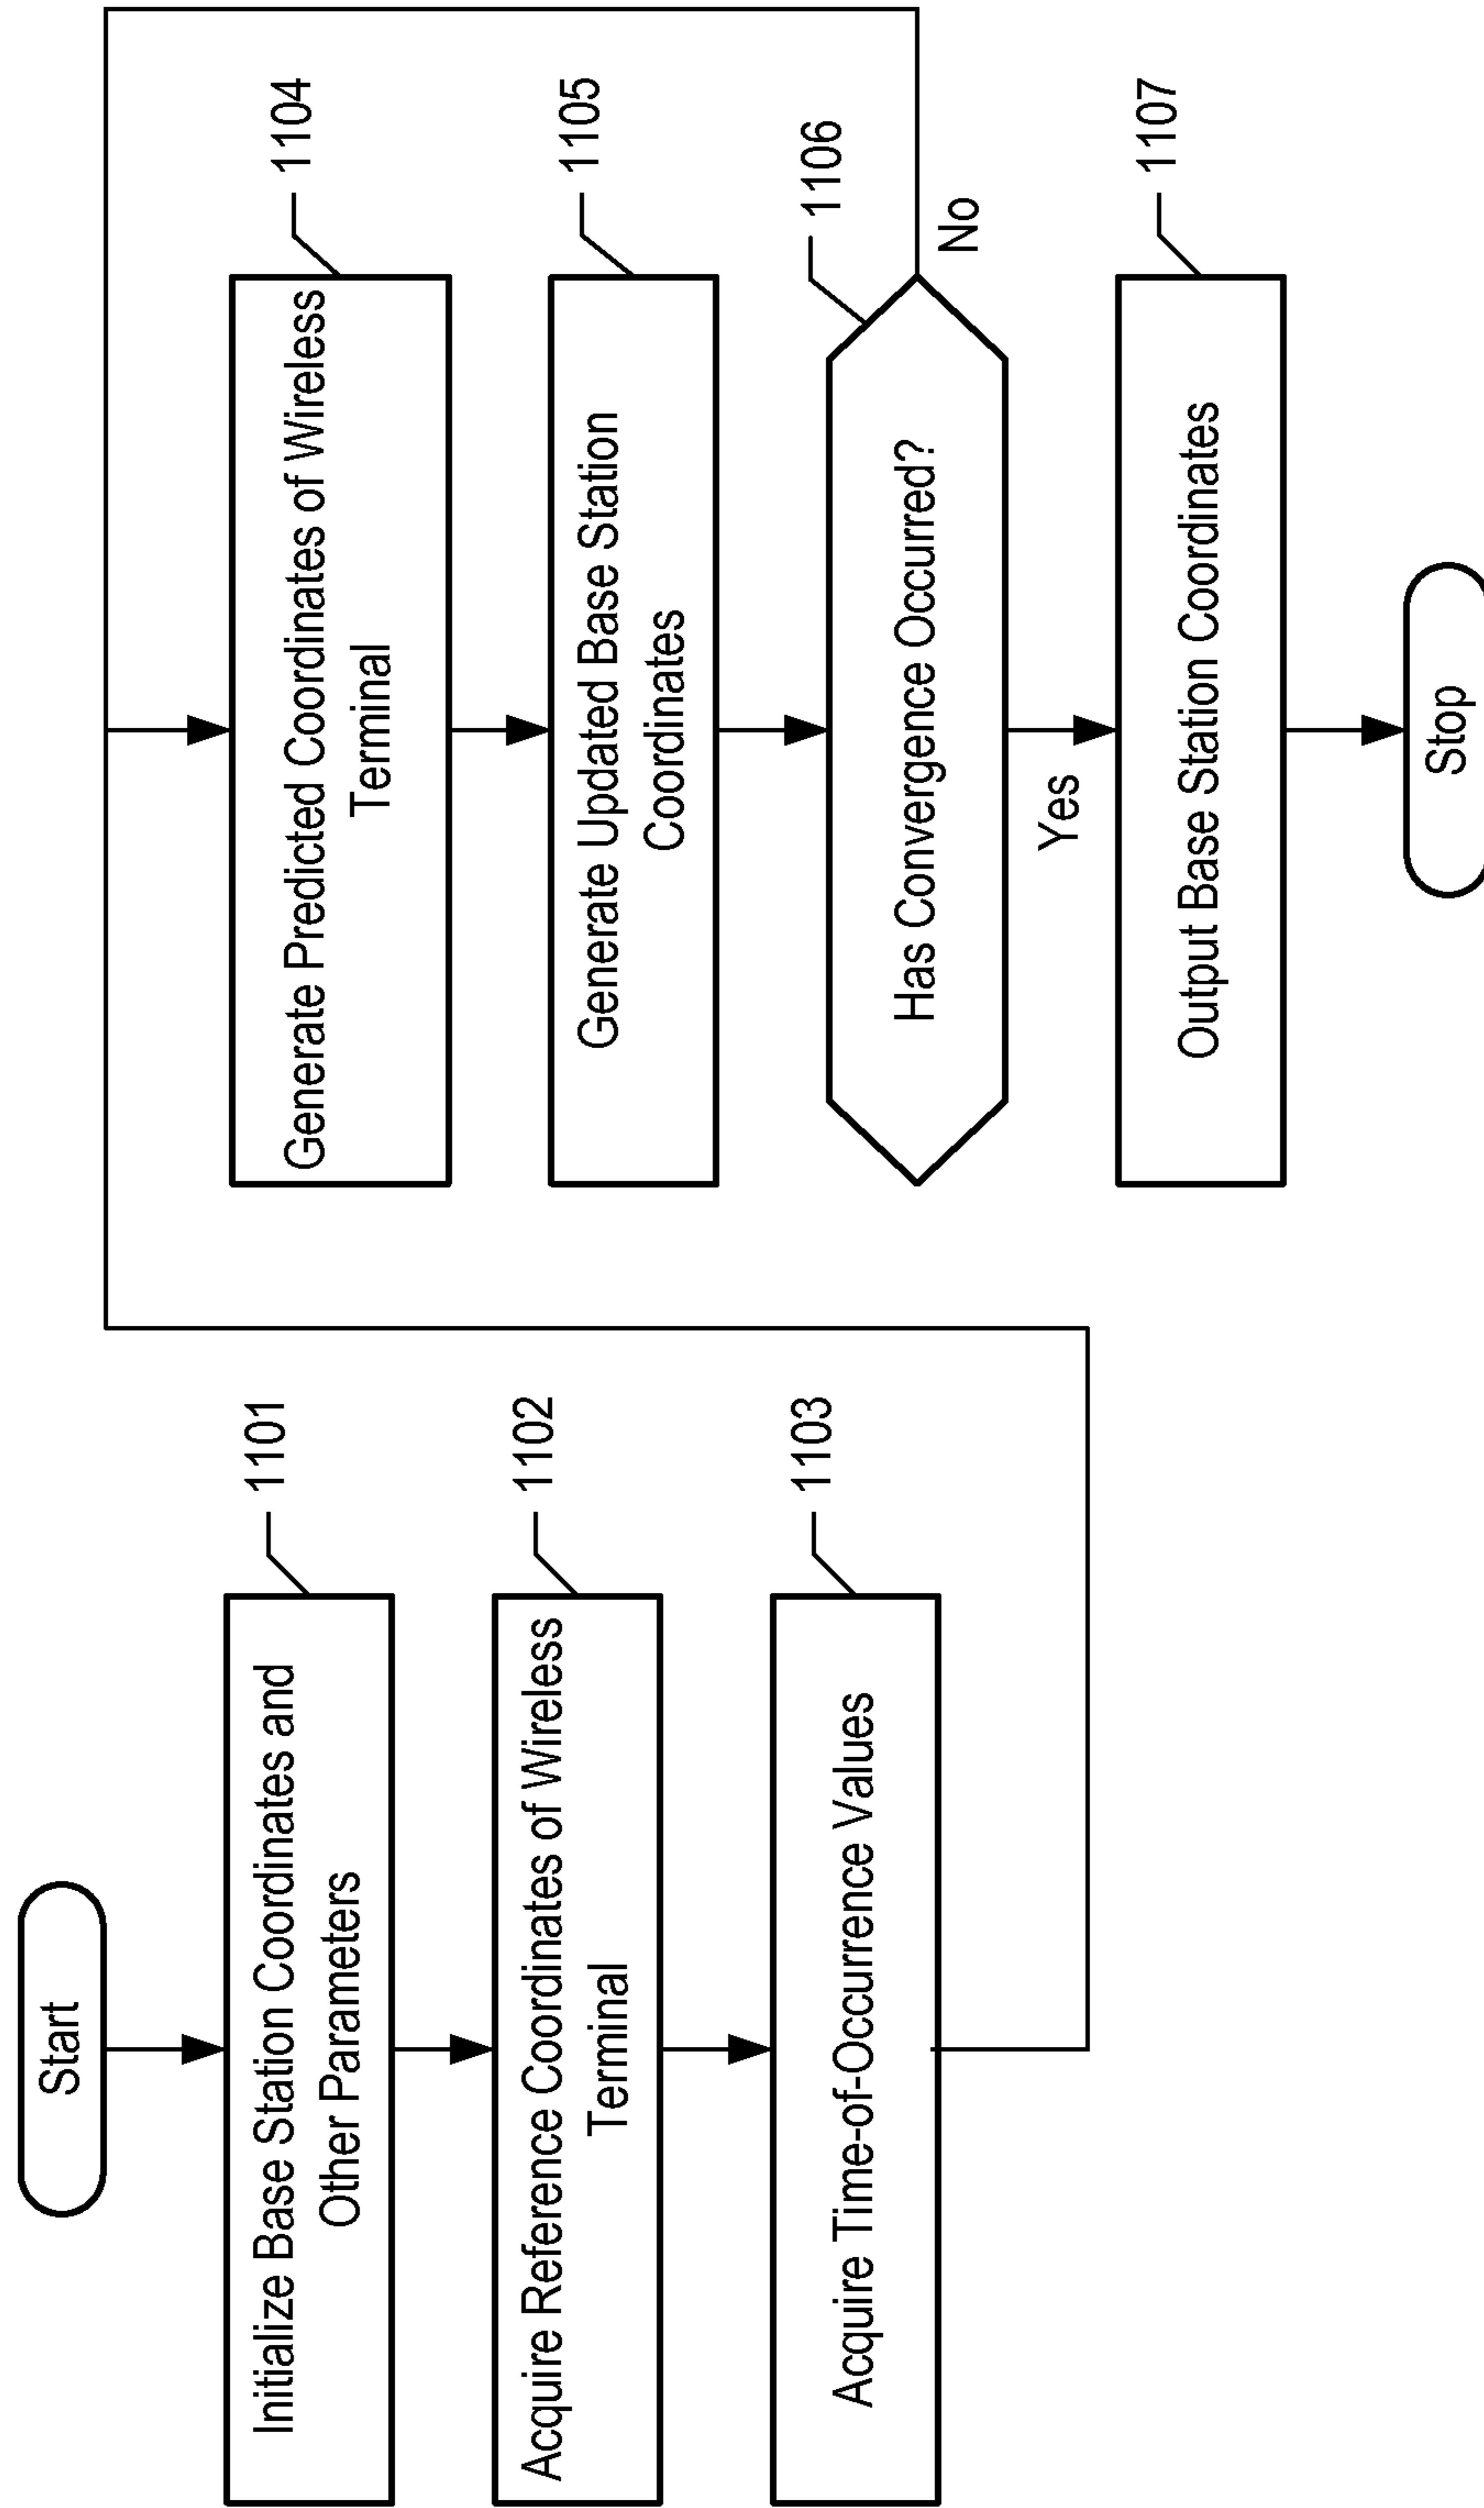 Start
1101
Initialize Base Station Coordinates and
Other Parameters
1102
Acquire Reference Coordinates of Wireless
Terminal
1103
Acquire Time-of-Occurrence Values
1104
Generate Predicted Coordinates of Wireless
Terminal
1105
Generate Updated Base Station
Coordinates
1106
Has Convergence Occurred?
No
Yes
1107
Output Base Station Coordinates
Stop